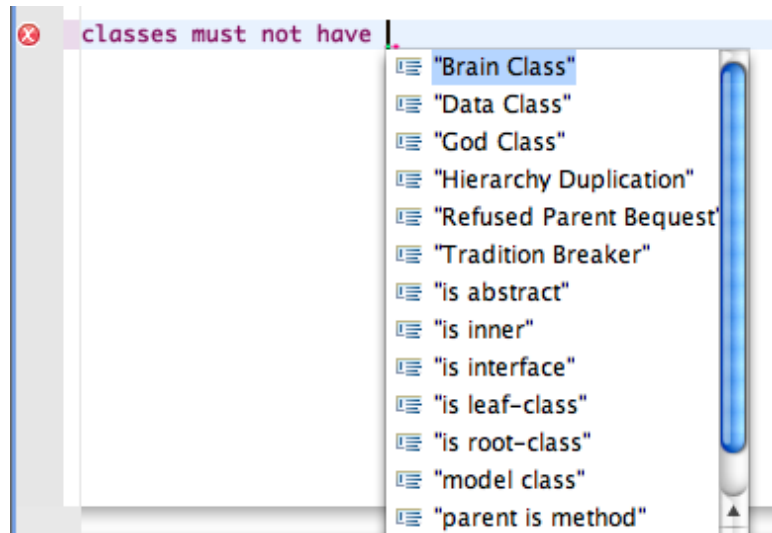 classes must not have
"Brain Class"
"Data Class"
"God Class"
"Hierarchy Duplication"
"Refused Parent Bequest"
"Tradition Breaker"
"is abstract"
"is inner"
"is interface"
"is leaf-class"
"is root-class"
"model class"
"parent is method"